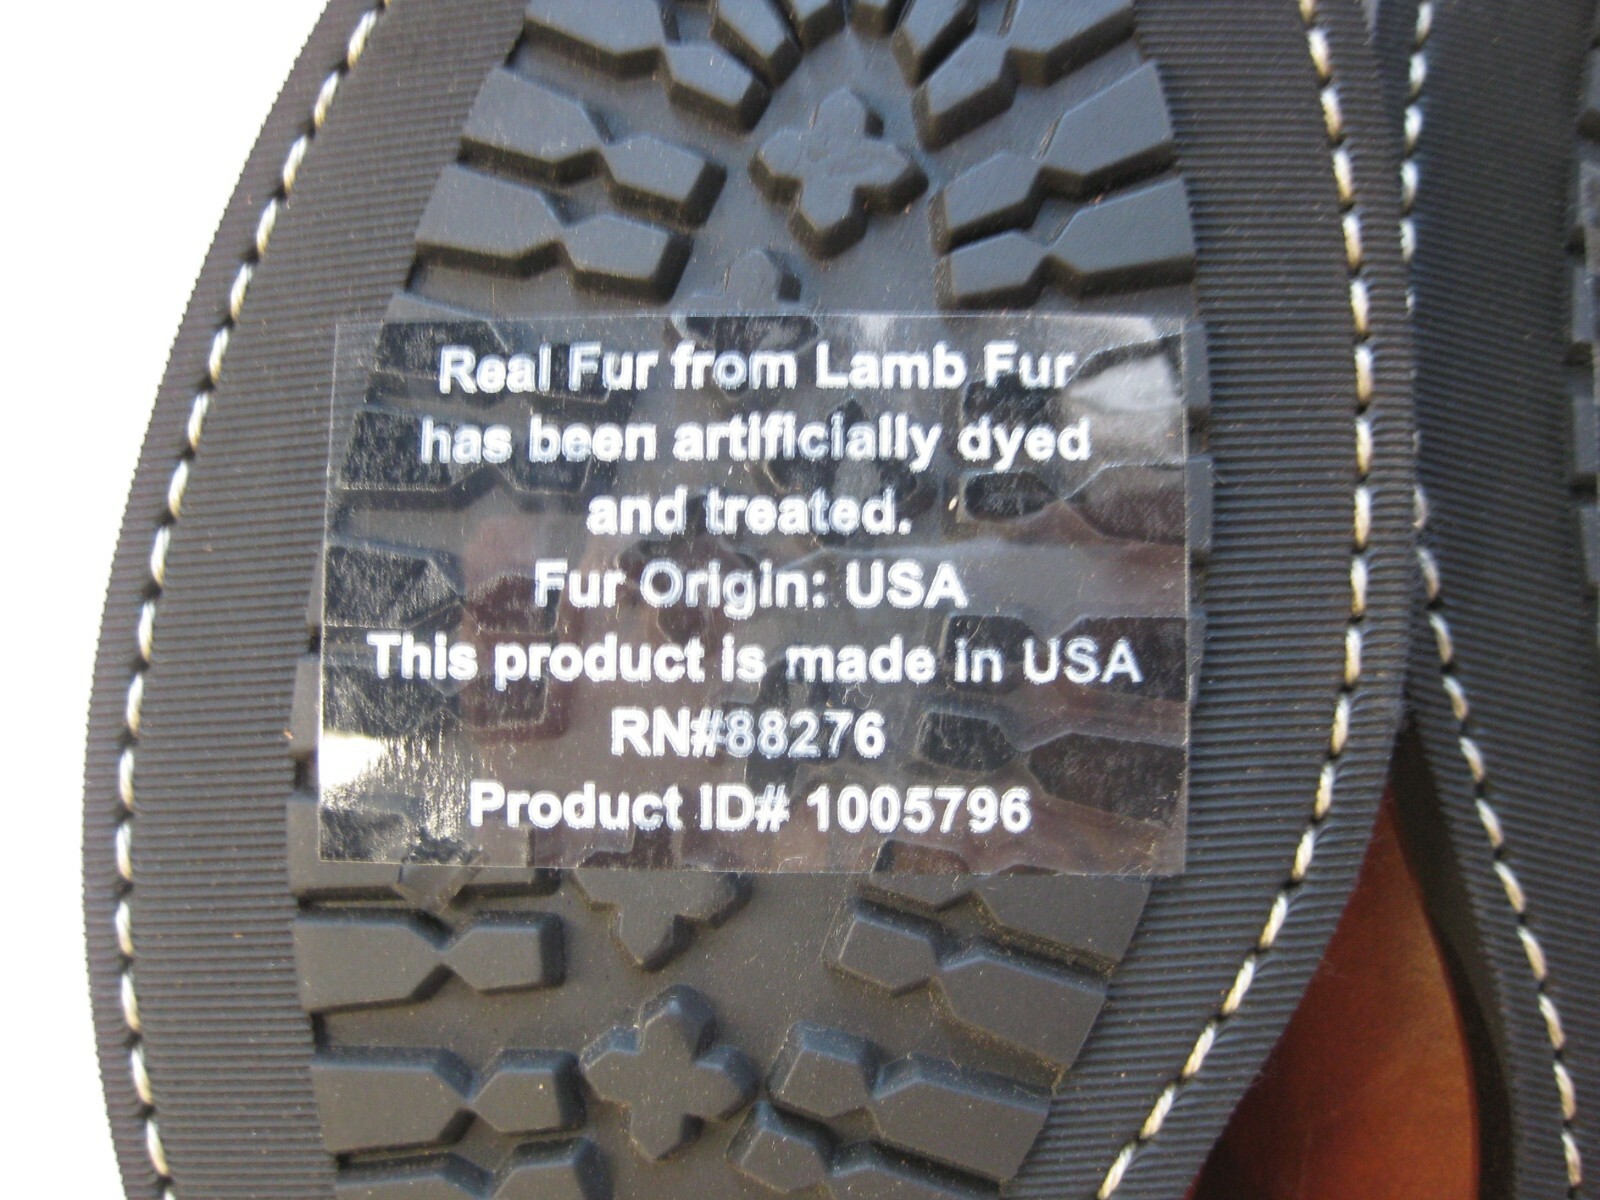 Real Fur from Lamb Fur
has been artificially dyed
and treated.
Fur Origin: USA
This product is made in USA
RN#88276
Product ID# 1005796